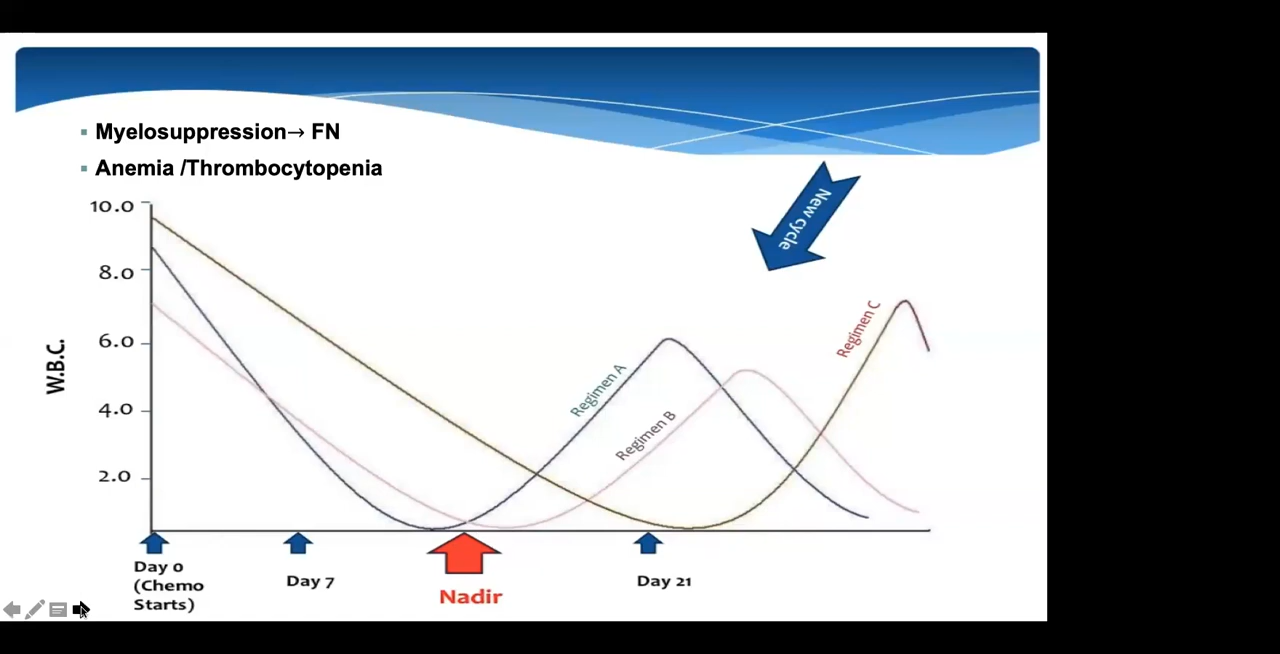 Myelosuppression→ FN
Anemia /Thrombocytopenia
New cycle
10.0
8.0
6.0
4.0
2.0
W.B.C.
Regimen A
Regimen B
Regimen C
Day 0
(Chemo
Starts)
Day 7
Nadir
Day 21